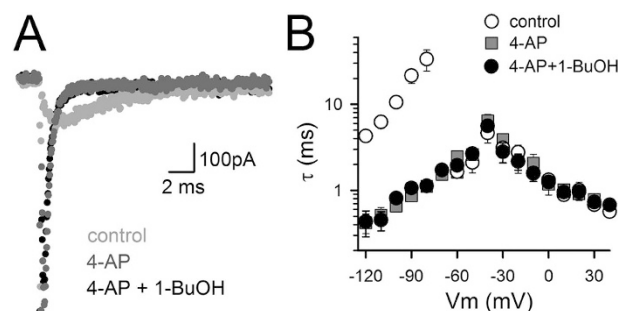 A
100pA
2 ms
control
4-AP
4-AP + 1-BuOH
B
control
4-AP
4-AP+1-BuOH
τ (ms)
10
1
-120 -90 -60 -30 0 30
Vm (mV)